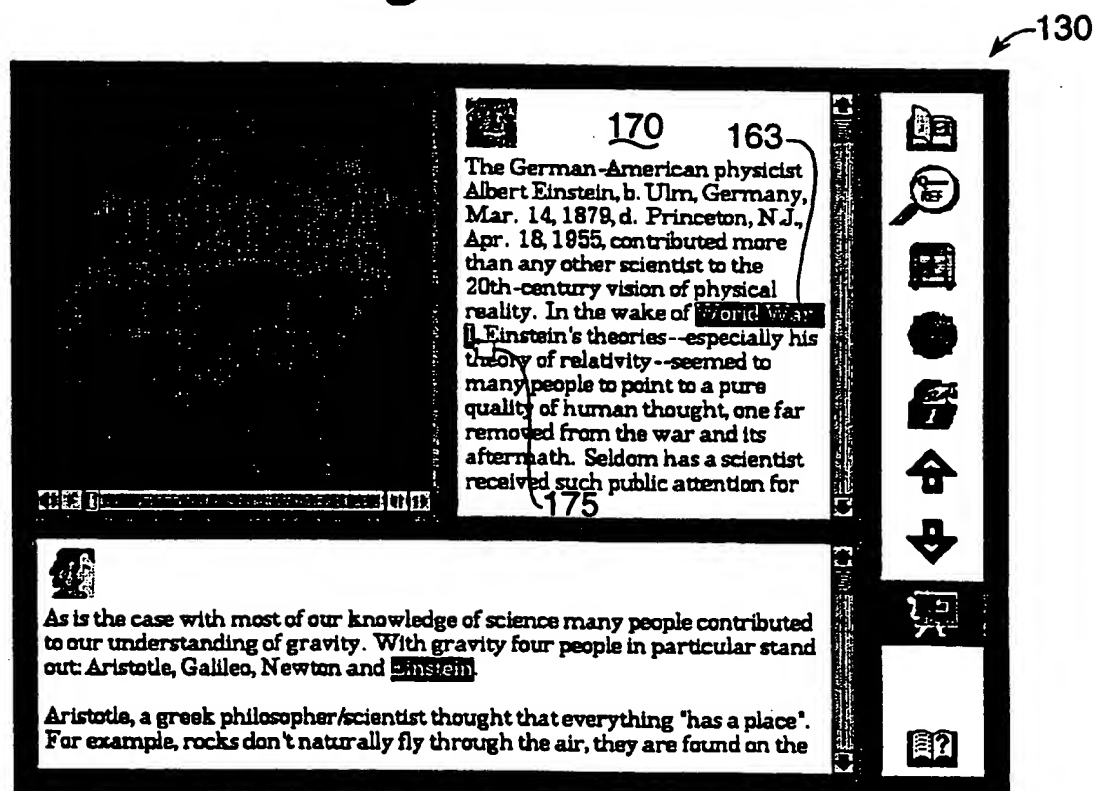 130
170
163
The German-American physicist
Albert Einstein, b. Ulm, Germany,
Mar. 14, 1879, d. Princeton, N.J.,
Apr. 18, 1955, contributed more
than any other scientist to the
20th-century vision of physical
reality. In the wake of World War
I, Einstein's theories--especially his
theory of relativity--seemed to
many people to point to a pure
quality of human thought, one far
removed from the war and its
aftermath. Seldom has a scientist
received such public attention for
175
As is the case with most of our knowledge of science many people contributed
to our understanding of gravity. With gravity four people in particular stand
out: Aristotle, Galileo, Newton and Einstein.
Aristotle, a greek philosopher/scientist thought that everything "has a place".
For example, rocks don't naturally fly through the air, they are found on the
REF
1
?